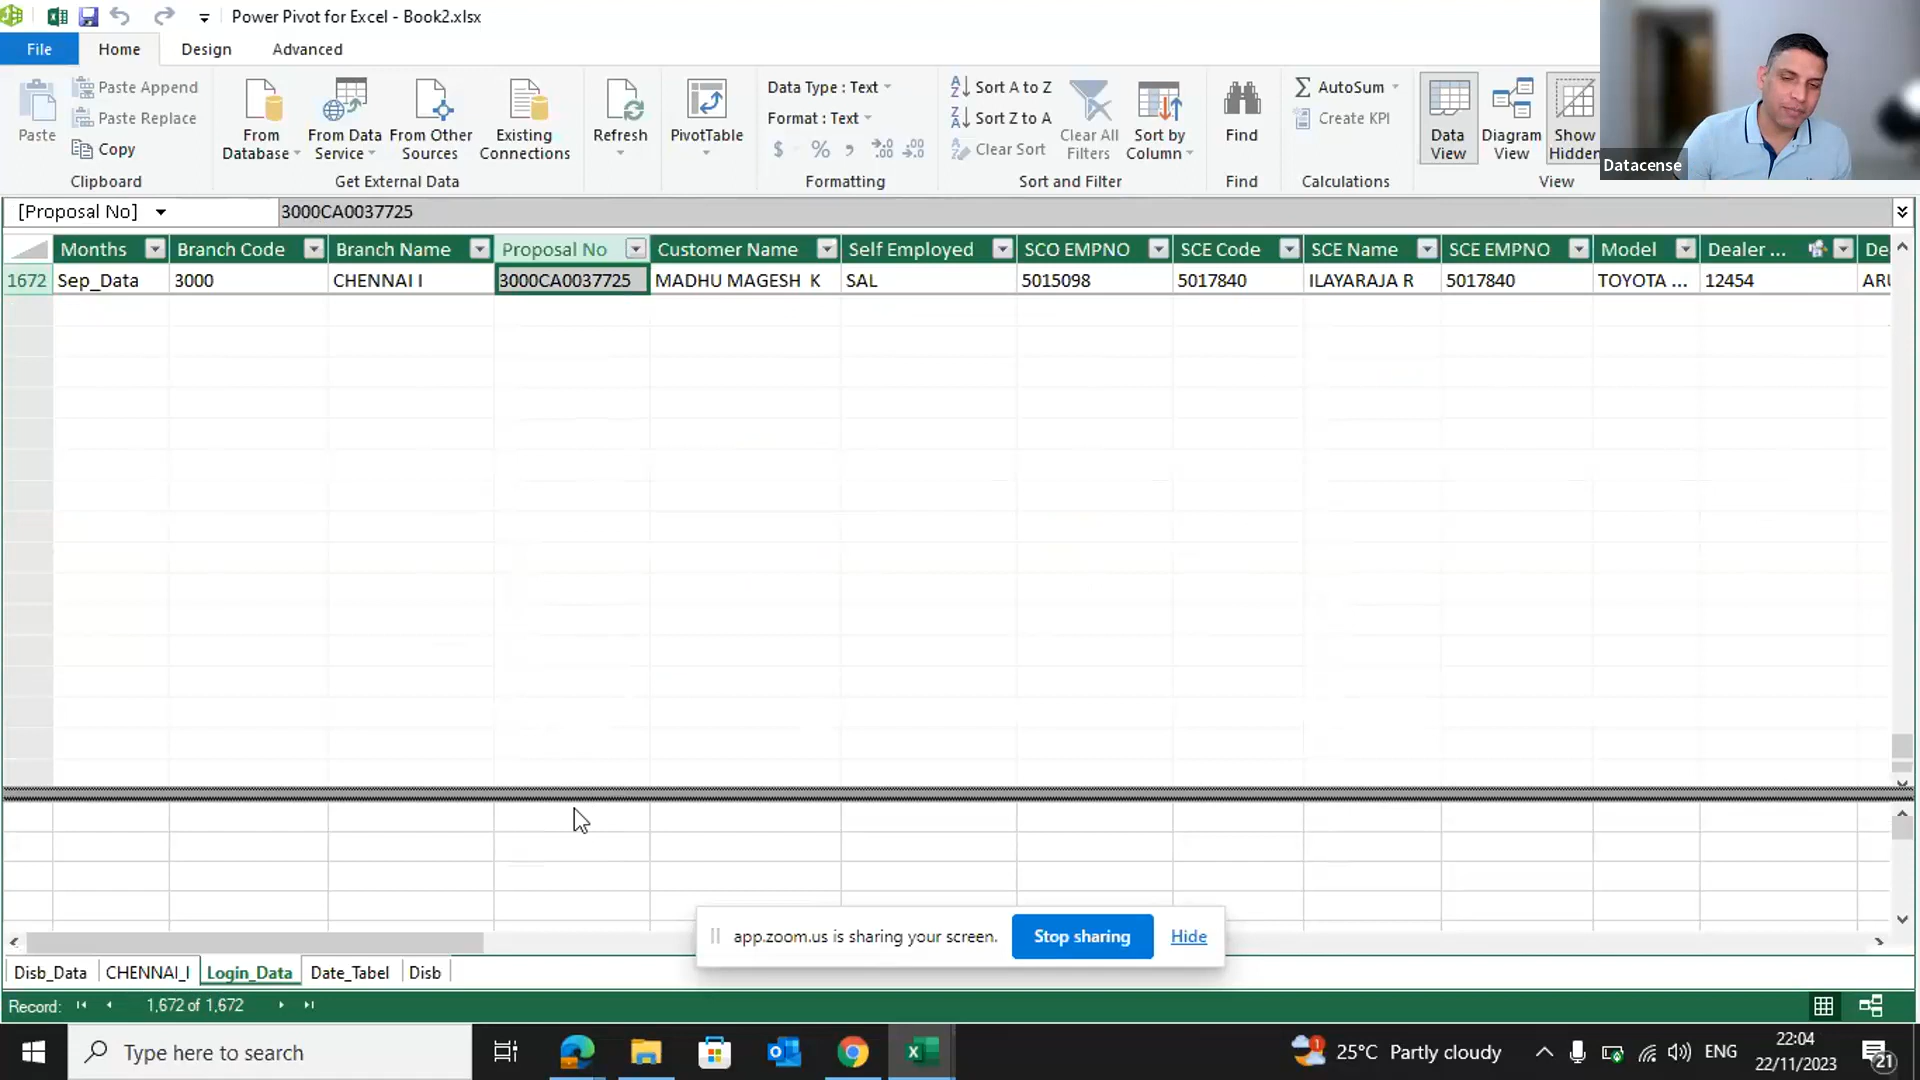 Power Pivot for Excel - Book2.xlsx
File Home Design Advanced
Paste
Paste Append
Paste Replace
Copy
Clipboard
From Database
From Data Service
From Other Sources
Existing Connections
Get External Data
Refresh
PivotTable
Data Type : Text
Format : Text
$ % ,
Formatting
Sort A to Z
Sort Z to A
Clear Sort
Clear All Filters
Sort by Column
Sort and Filter
Find
Find
AutoSum
Create KPI
Calculations
Data View
Diagram View
Show Hidden
View
Datacense
[Proposal No] 3000CA0037725
Months Branch Code Branch Name Proposal No Customer Name Self Employed SCO EMPNO SCE Code SCE Name SCE EMPNO Model Dealer ... De
1672 Sep_Data 3000 CHENNAI I 3000CA0037725 MADHU MAGESH K SAL 5015098 5017840 ILAYARAJA R 5017840 TOYOTA ... 12454 ARU
app.zoom.us is sharing your screen. Stop sharing Hide
Disb_Data CHENNAI_I Login_Data Date_Tabel Disb
Record: 1,672 of 1,672
Type here to search
25°C Partly cloudy
ENG
22:04
22/11/2023
21